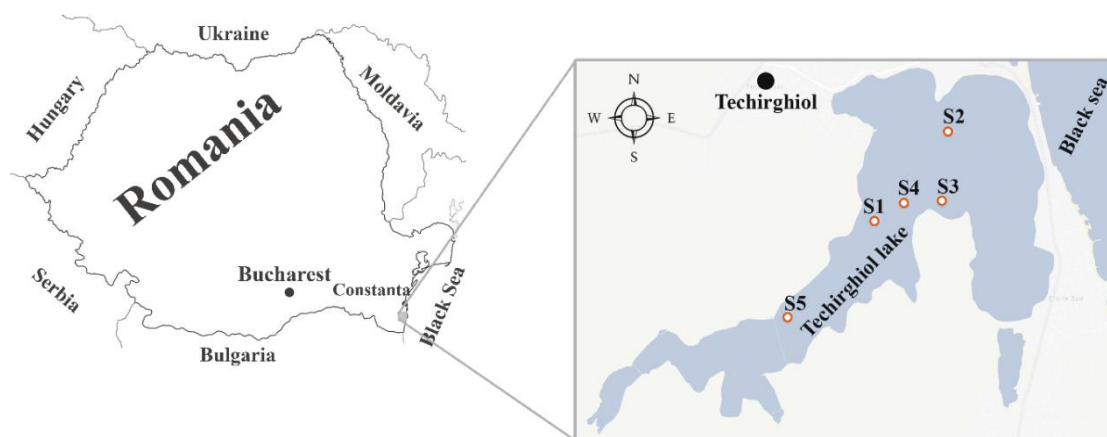 Ukraine
Hungary
Moldavia
Romania
Serbia
Bucharest
Constanta
Black Sea
Bulgaria
N
W E
S
Techirghiol
Black sea
S2
S4
S3
S1
Techirghiol lake
S5